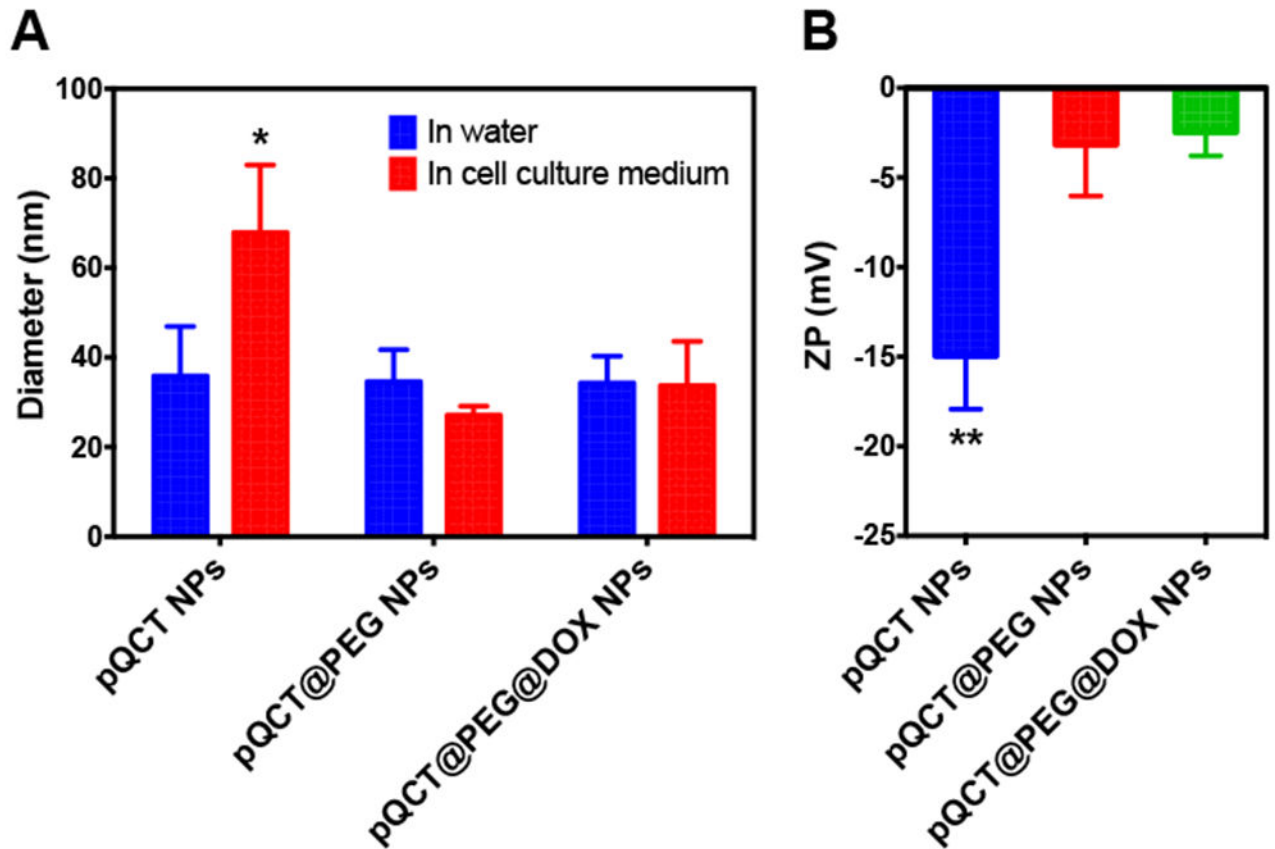 A
Diameter (nm)
100
80
60
40
20
0
*
In water
In cell culture medium
pQCT NPs
pQCT@PEG NPs
pQCT@PEG@DOX NPs
B
ZP (mV)
0
-5
-10
-15
-20
-25
**
pQCT NPs
pQCT@PEG NPs
pQCT@PEG@DOX NPs